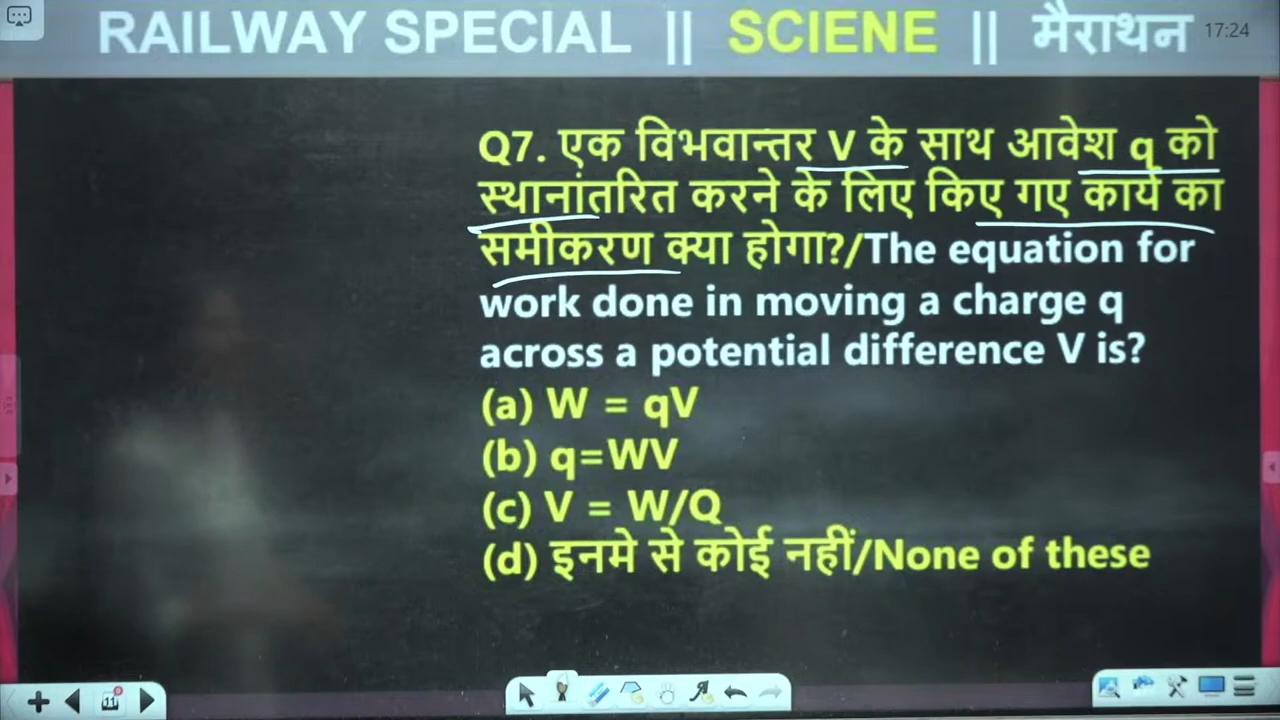 RAILWAY SPECIAL || SCIENE || मैराथन 17:24
Q7. एक विभवान्तर V के साथ आवेश q को
स्थानांतरित करने के लिए किए गए कार्य का
समीकरण क्या होगा?/The equation for
work done in moving a charge q
across a potential difference V is?
(a) W = qV
(b) q=WV
(c) V = W/Q
(d) इनमे से कोई नहीं/None of these
11